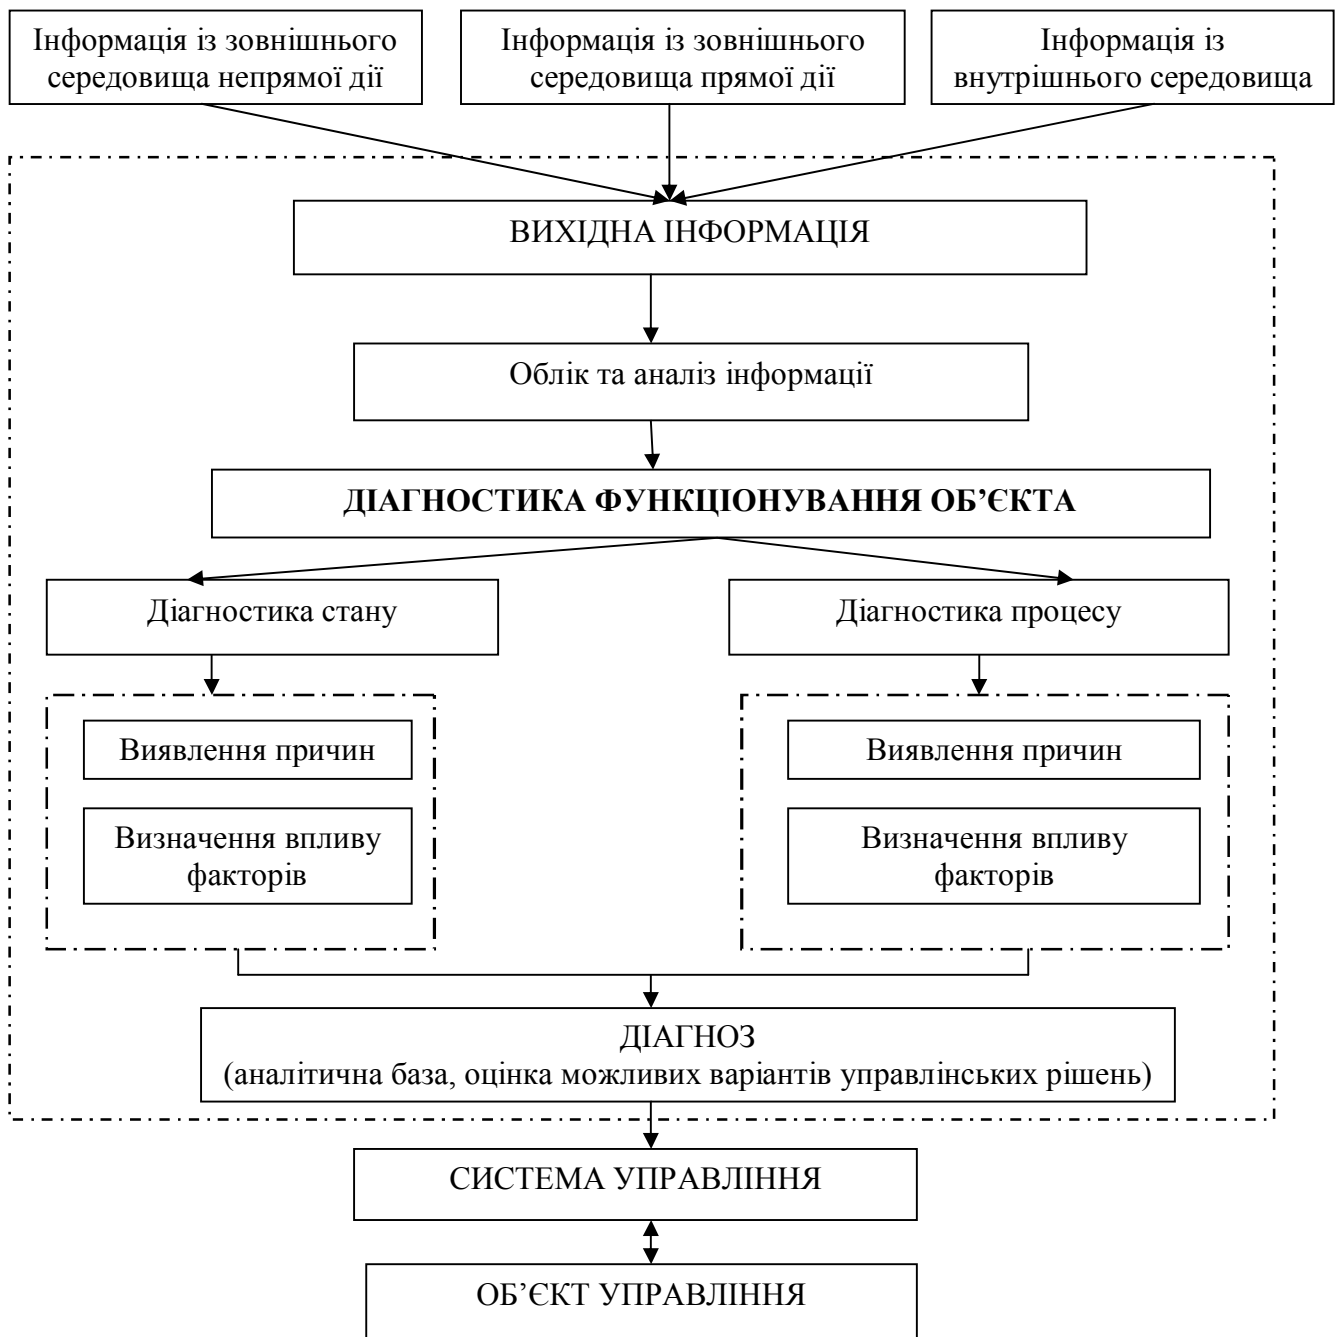 Інформація із зовнішнього
середовища непрямої дії
Інформація із зовнішнього
середовища прямої дії
Інформація із
внутрішнього середовища
ВИХІДНА ІНФОРМАЦІЯ
Облік та аналіз інформації
ДІАГНОСТИКА ФУНКЦІОНУВАННЯ ОБ’ЄКТА
Діагностика стану
Діагностика процесу
Виявлення причин
Визначення впливу
факторів
Виявлення причин
Визначення впливу
факторів
ДІАГНОЗ
(аналітична база, оцінка можливих варіантів управлінських рішень)
СИСТЕМА УПРАВЛІННЯ
ОБ’ЄКТ УПРАВЛІННЯ